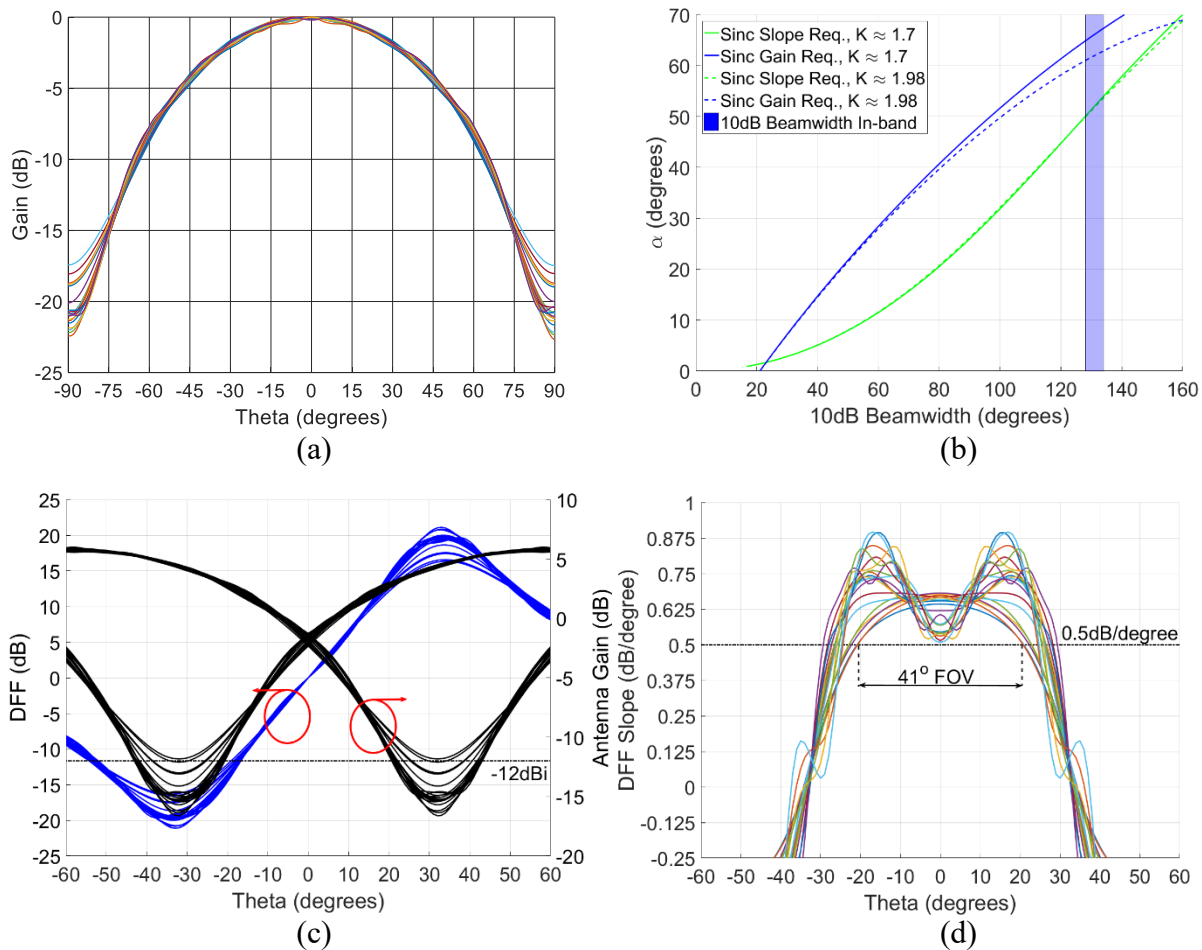 0
-5
-10
-15
-20
-25
Gain (dB)
-90 -75 -60 -45 -30 -15 0 15 30 45 60 75 90
Theta (degrees)
(a)
70
60
50
40
30
20
10
0
α (degrees)
Sinc Slope Req., K ≈ 1.7
Sinc Gain Req., K ≈ 1.7
Sinc Slope Req., K ≈ 1.98
Sinc Gain Req., K ≈ 1.98
10dB Beamwidth In-band
0 20 40 60 80 100 120 140 160
10dB Beamwidth (degrees)
(b)
25
20
15
10
5
0
-5
-10
-15
-20
-25
DFF (dB)
10
5
0
-5
-10
-15
-20
Antenna Gain (dB)
-12dBi
-60 -50 -40 -30 -20 -10 0 10 20 30 40 50 60
Theta (degrees)
(c)
1
0.875
0.75
0.625
0.5
0.375
0.25
0.125
0
-0.125
-0.25
DFF Slope (dB/degree)
0.5dB/degree
41° FOV
-60 -50 -40 -30 -20 -10 0 10 20 30 40 50 60
Theta (degrees)
(d)